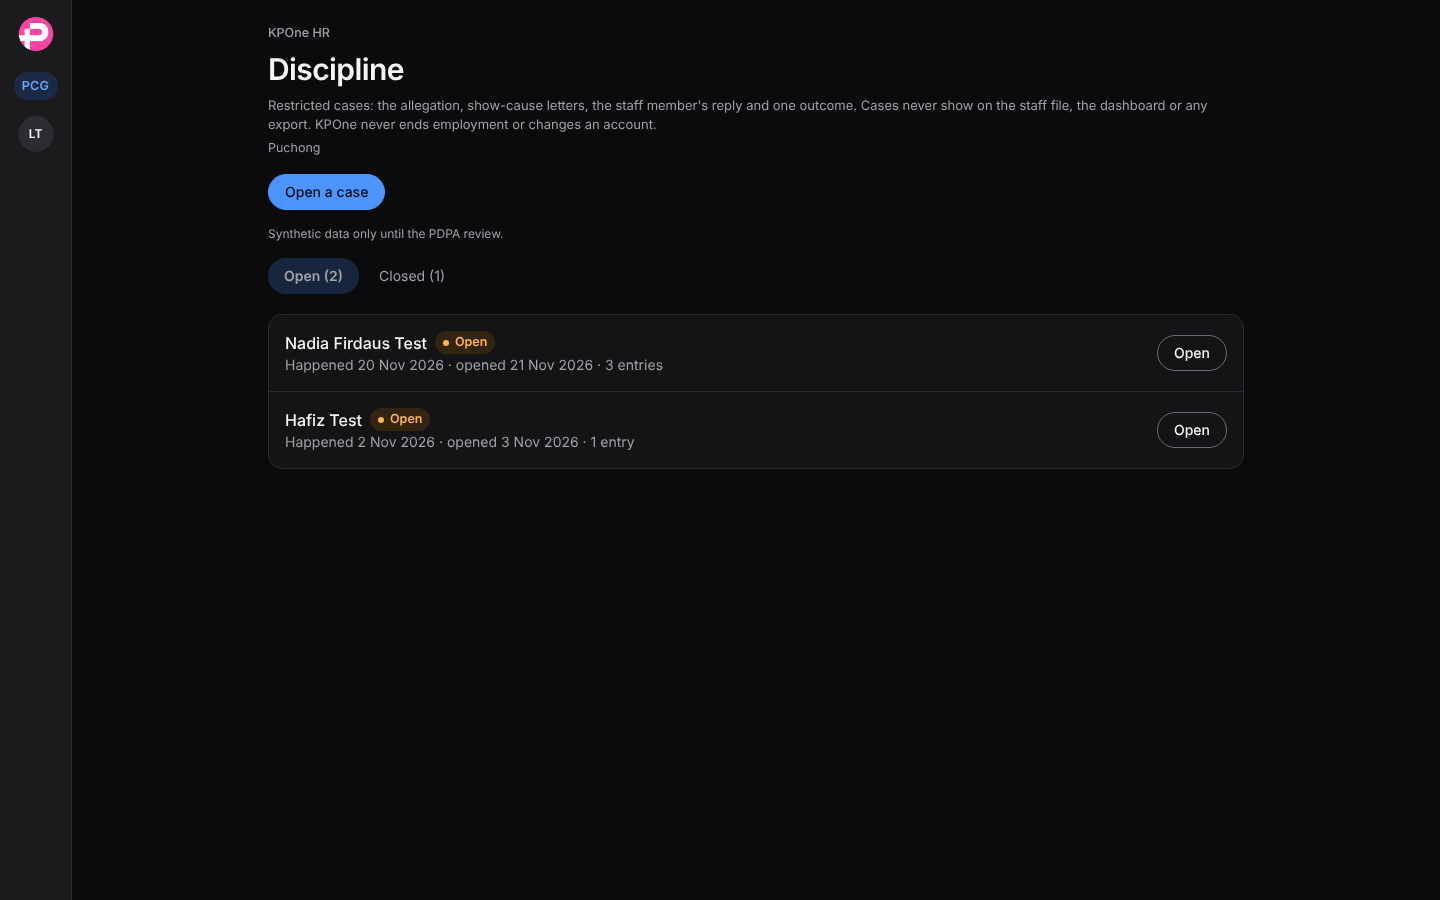 KPOne HR
Discipline
Restricted cases: the allegation, show-cause letters, the staff member's reply and one outcome. Cases never show on the staff file, the dashboard or any
export. KPOne never ends employment or changes an account.
Puchong
PCG
LT
Open a case
Synthetic data only until the PDPA review.
Open (2)
Closed (1)
Nadia Firdaus Test
Open
Happened 20 Nov 2026 · opened 21 Nov 2026 · 3 entries
Open
Hafiz Test
Open
Happened 2 Nov 2026 · opened 3 Nov 2026 · 1 entry
Open